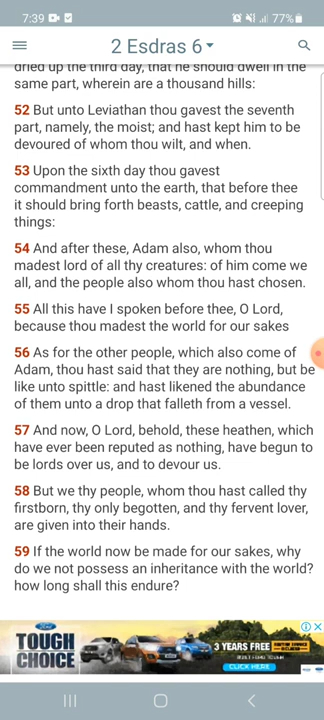 7:39
77%
2 Esdras 6
dried up the third day, that he should dwell in the
same part, wherein are a thousand hills:
52 But unto Leviathan thou gavest the seventh
part, namely, the moist; and hast kept him to be
devoured of whom thou wilt, and when.
53 Upon the sixth day thou gavest
commandment unto the earth, that before thee
it should bring forth beasts, cattle, and creeping
things:
54 And after these, Adam also, whom thou
madest lord of all thy creatures: of him come we
all, and the people also whom thou hast chosen.
55 All this have I spoken before thee, O Lord,
because thou madest the world for our sakes
56 As for the other people, which also come of
Adam, thou hast said that they are nothing, but be
like unto spittle: and hast likened the abundance
of them unto a drop that falleth from a vessel.
57 And now, O Lord, behold, these heathen, which
have ever been reputed as nothing, have begun to
be lords over us, and to devour us.
58 But we thy people, whom thou hast called thy
firstborn, thy only begotten, and thy fervent lover,
are given into their hands.
59 If the world now be made for our sakes, why
do we not possess an inheritance with the world?
how long shall this endure?
Ford
TOUGH
CHOICE
3 YEARS FREE
CLICK HERE